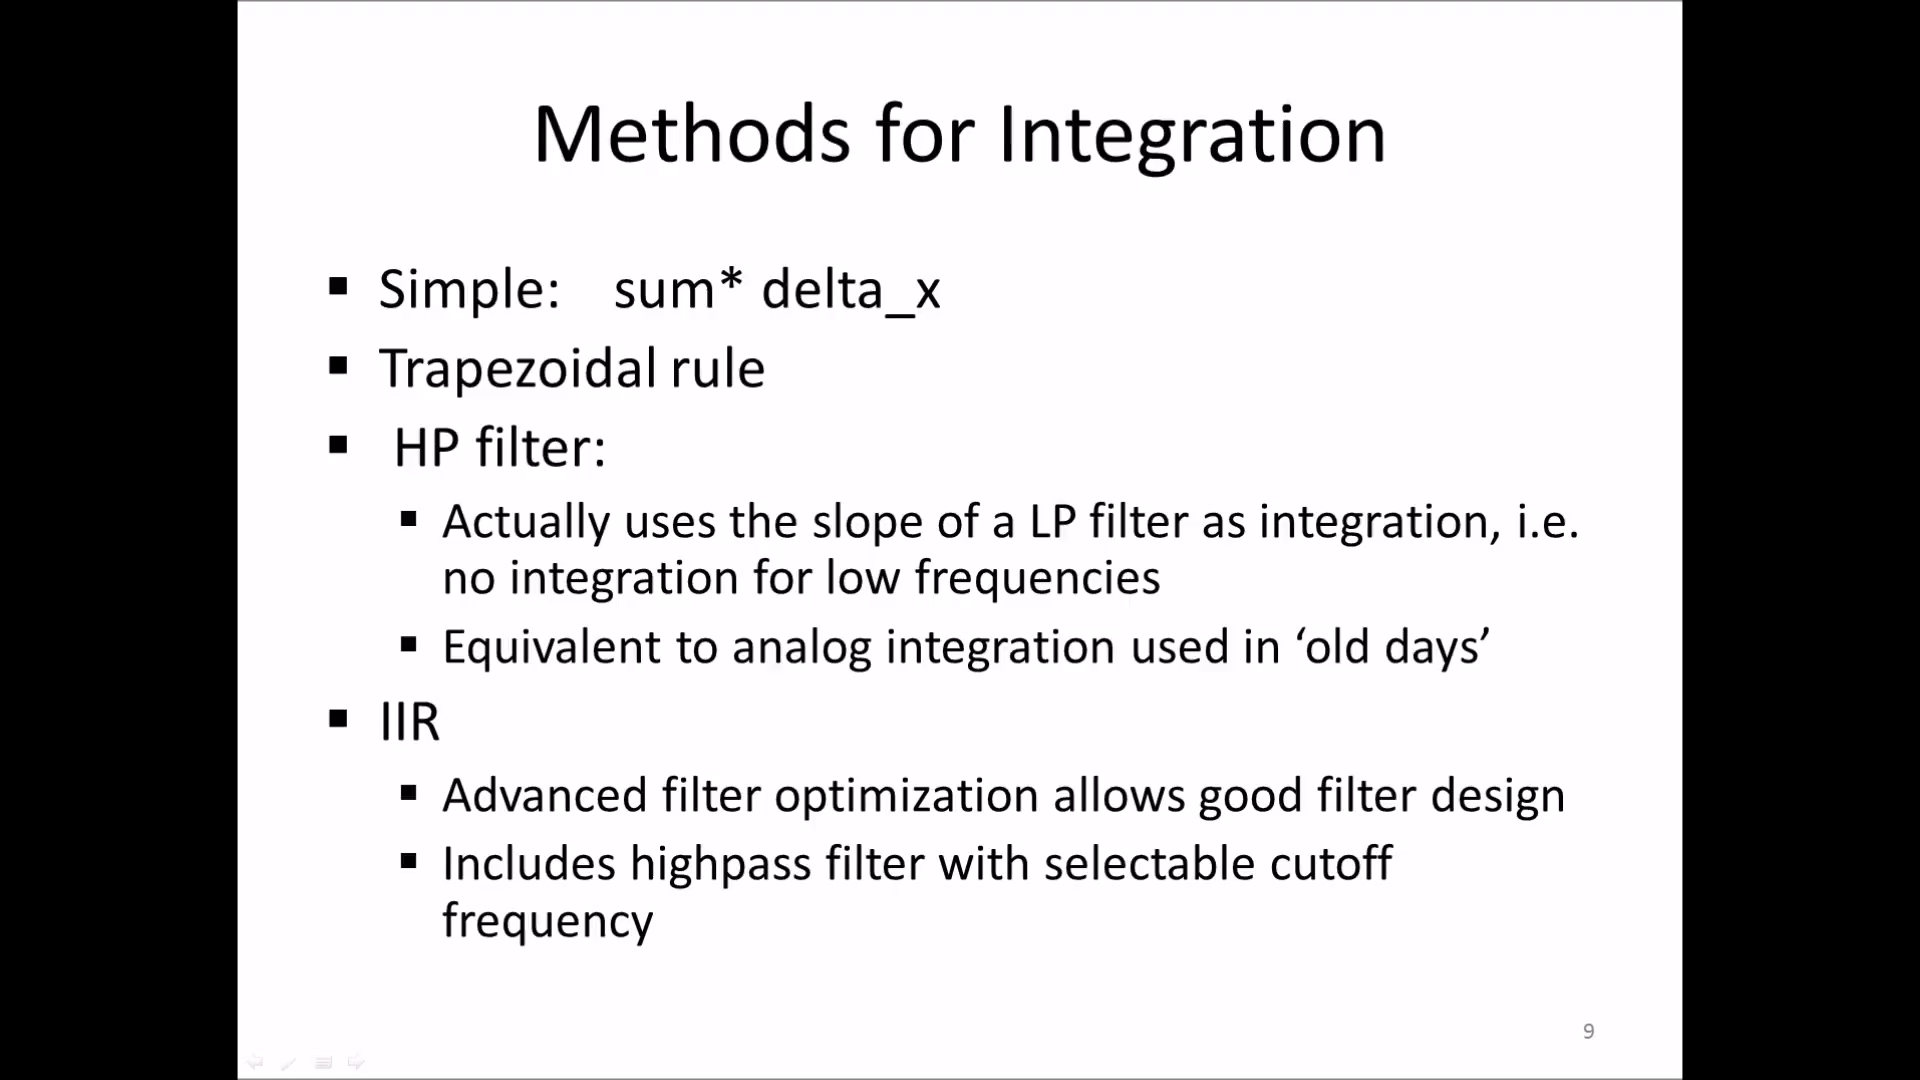 Methods for Integration
▪ Simple: sum* delta_x
▪ Trapezoidal rule
▪ HP filter:
▪ Actually uses the slope of a LP filter as integration, i.e.
no integration for low frequencies
▪ Equivalent to analog integration used in ‘old days’
▪ IIR
▪ Advanced filter optimization allows good filter design
▪ Includes highpass filter with selectable cutoff
frequency
9